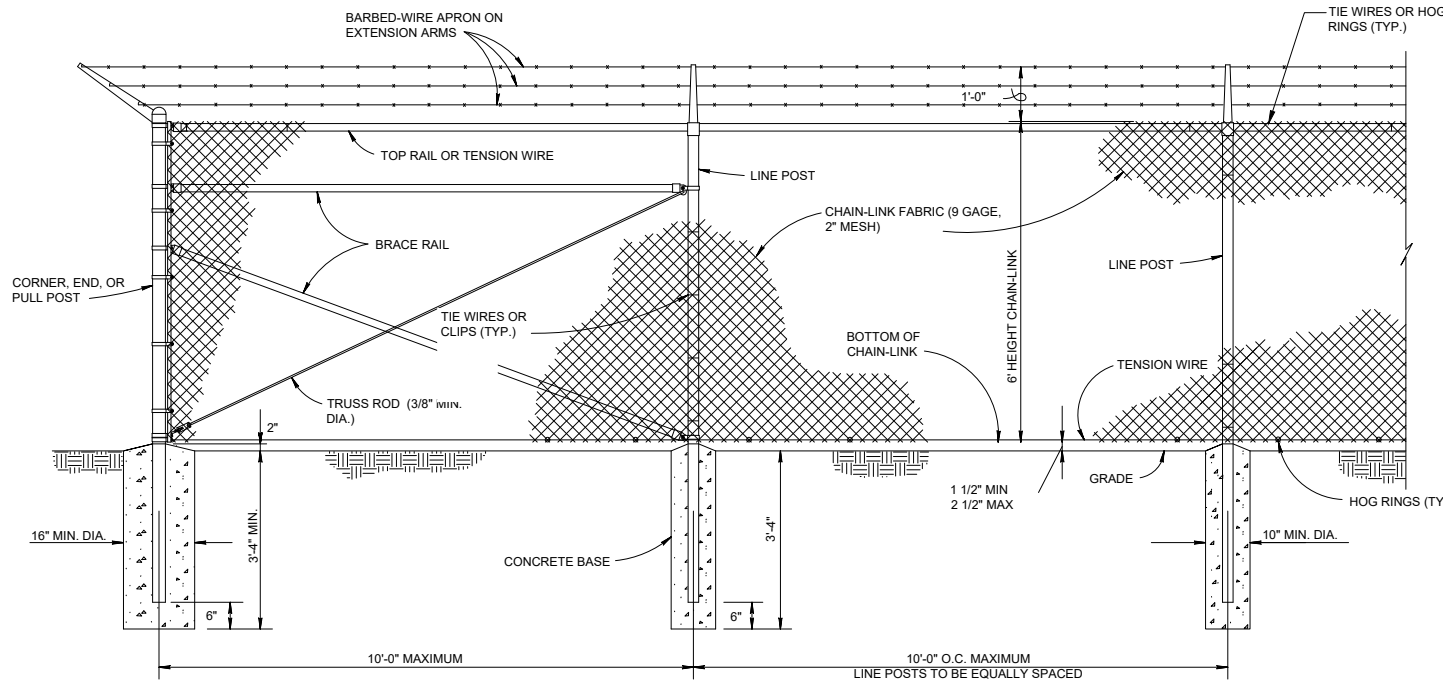 BARBED-WIRE APRON ON
EXTENSION ARMS
TIE WIRES OR HOG
RINGS (TYP.)
1'-0"
TOP RAIL OR TENSION WIRE
LINE POST
CHAIN-LINK FABRIC (9 GAGE,
2" MESH)
BRACE RAIL
LINE POST
CORNER, END, OR
PULL POST
6' HEIGHT CHAIN-LINK
TIE WIRES OR
CLIPS (TYP.)
BOTTOM OF
CHAIN-LINK
TENSION WIRE
TRUSS ROD (3/8" MIN.
DIA.)
2"
GRADE
1 1/2" MIN
2 1/2" MAX
HOG RINGS (TY
16" MIN. DIA.
3'-4" MIN.
3'-4"
10" MIN. DIA.
CONCRETE BASE
6"
6"
10'-0" MAXIMUM
10'-0" O.C. MAXIMUM
LINE POSTS TO BE EQUALLY SPACED